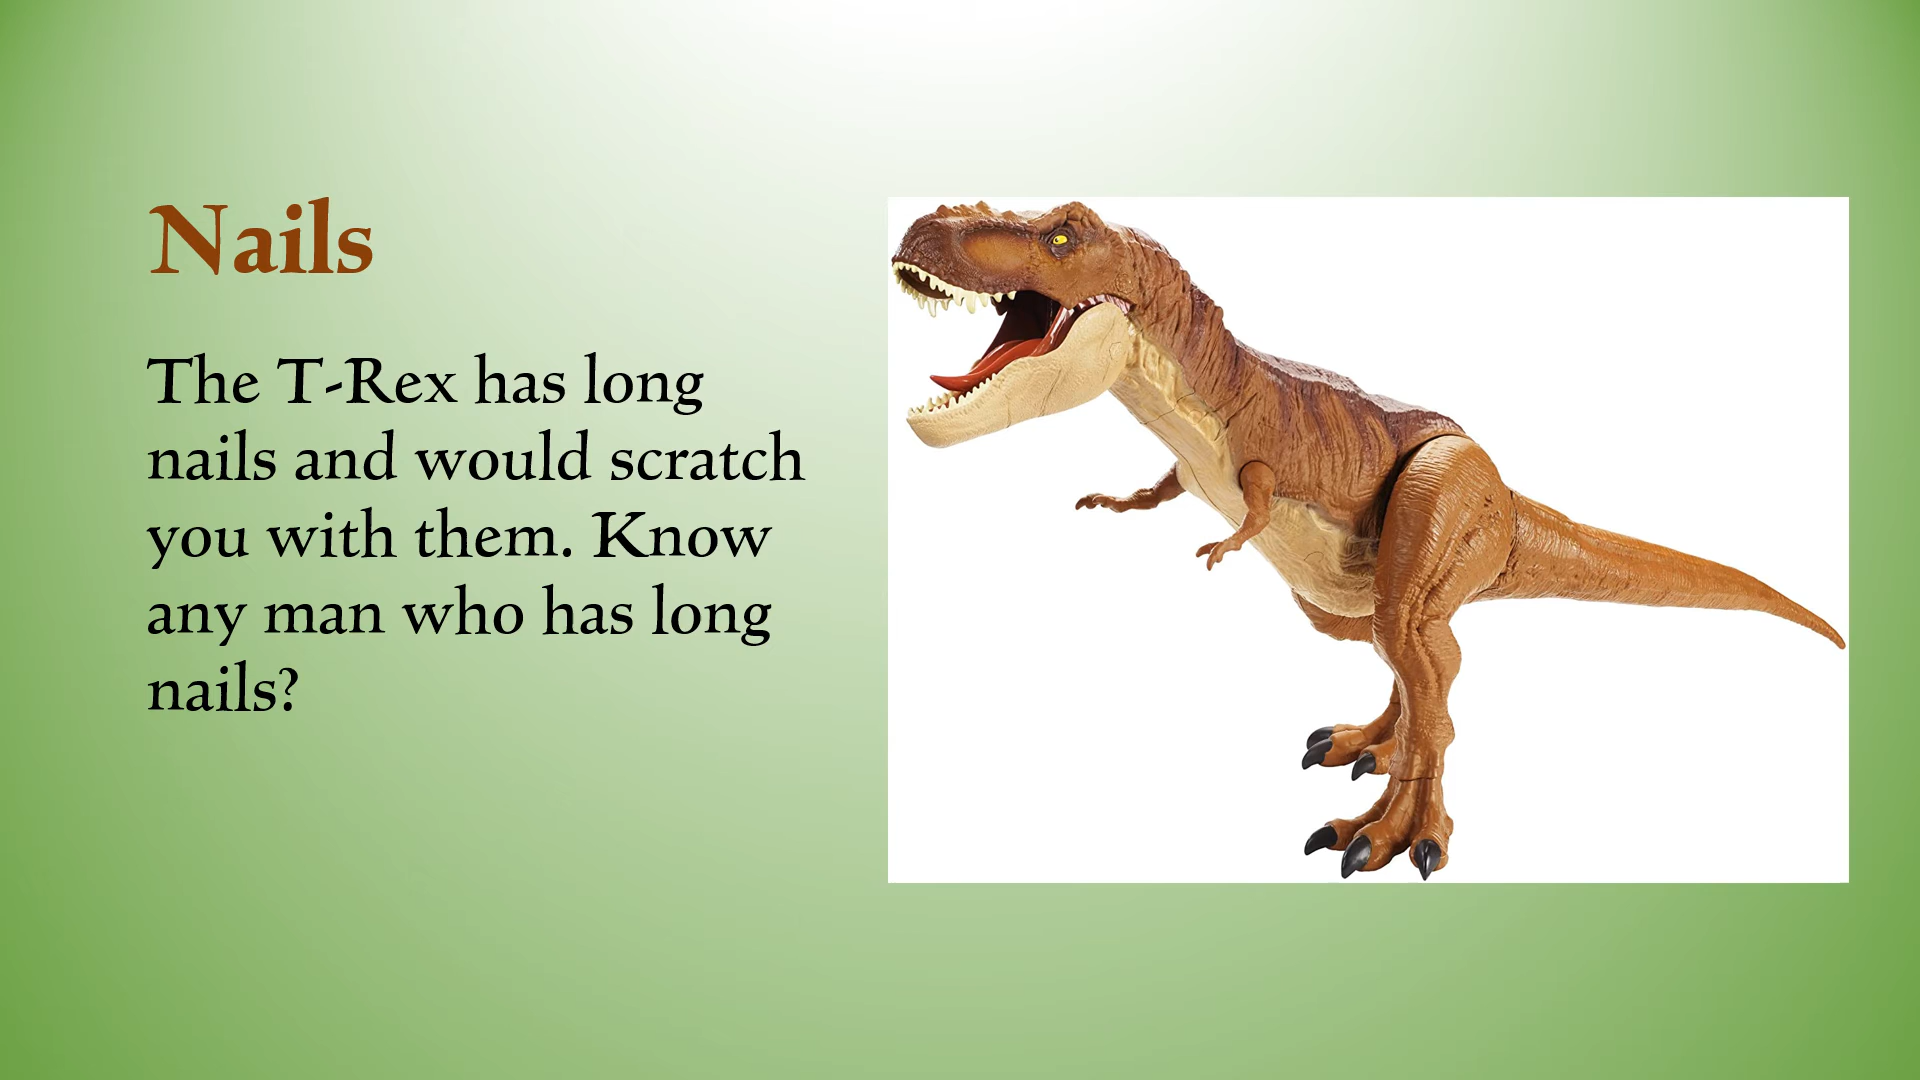 Nails
The T-Rex has long
nails and would scratch
you with them. Know
any man who has long
nails?